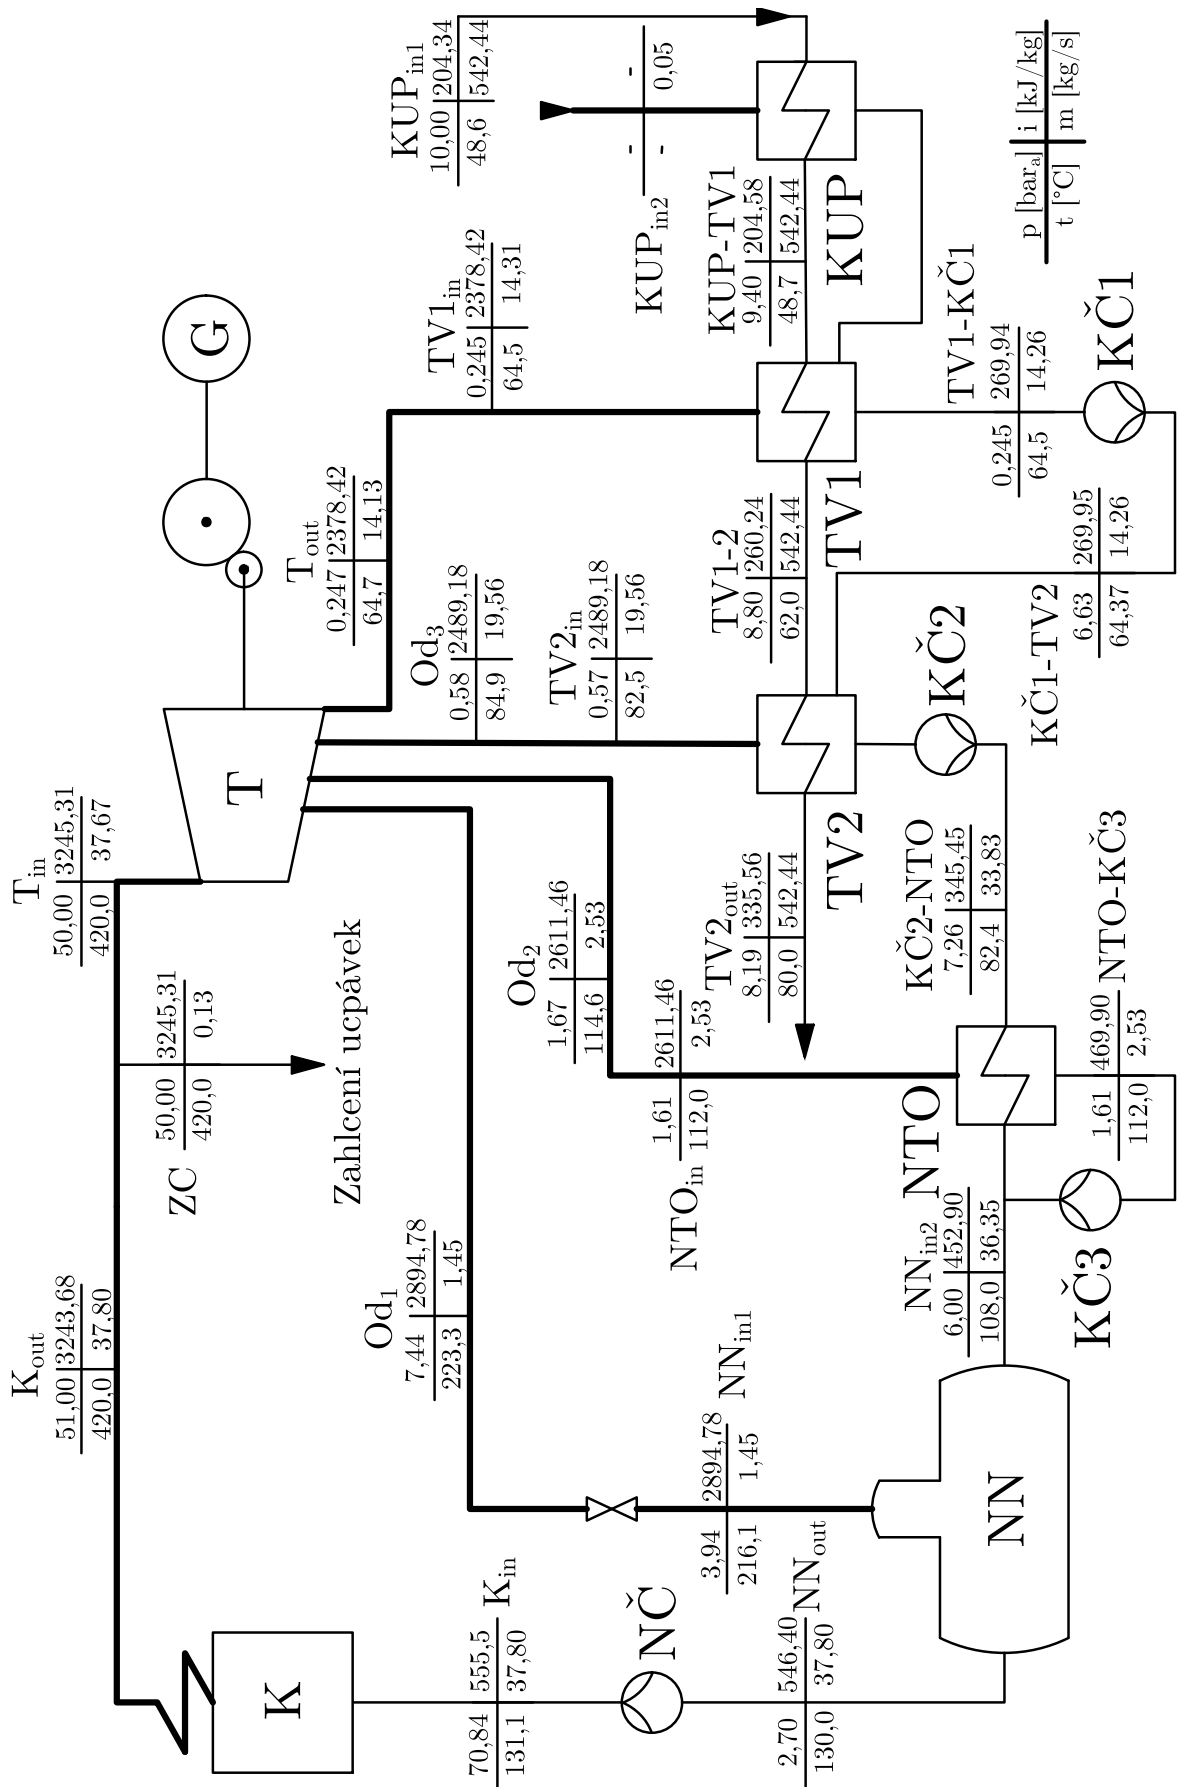 K_out
51,00 3243,68
420,0 37,80
ZC
50,00 3245,31
420,0 0,13
Zahlcení ucpávek
T_in
50,00 3245,31
420,0 37,67
T
G
T_out
0,247 2378,42
64,7 14,13
TV1_in
0,245 2378,42
64,5 14,31
KUP_in1
10,00 204,34
48,6 542,44
KUP_in2
- -
- 0,05
K
K_in
70,84 555,5
131,1 37,80
NČ
NN_out
2,70 546,40
130,0 37,80
Od_1
7,44 2894,78
223,3 1,45
NN_in1
3,94 2894,78
216,1 1,45
NN
Od_2
1,67 2611,46
114,6 2,53
NTO_in
1,61 2611,46
112,0 2,53
Od_3
0,58 2489,18
84,9 19,56
TV2_in
0,57 2489,18
82,5 19,56
TV2_out
8,19 335,56
80,0 542,44
TV2
TV1-2
8,80 260,24
62,0 542,44
TV1
KUP-TV1
9,40 204,58
48,7 542,44
KUP
NN_in2
6,00 452,90
108,0 36,35
NTO
KČ3
NTO-KČ3
1,61 469,90
112,0 2,53
KČ2-NTO
7,26 345,45
82,4 33,83
KČ2
KČ1-TV2
6,63 269,95
64,37 14,26
TV1-KČ1
0,245 269,94
64,5 14,26
KČ1
p [bar_a] i [kJ/kg]
t [°C] m [kg/s]